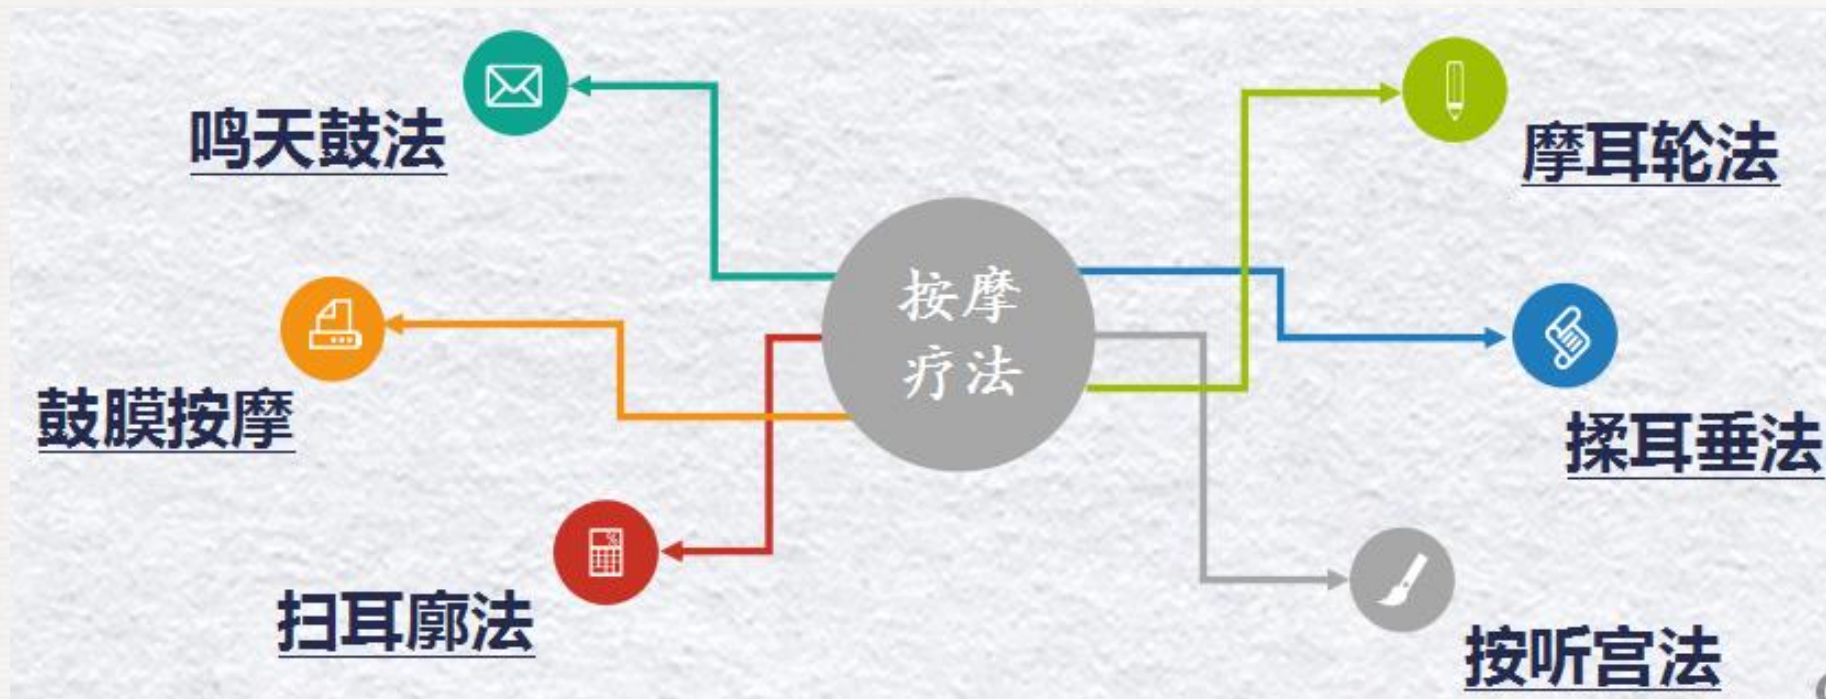 鸣天鼓法
摩耳轮法
按摩
疗法
鼓膜按摩
揉耳垂法
扫耳廓法
按听宫法